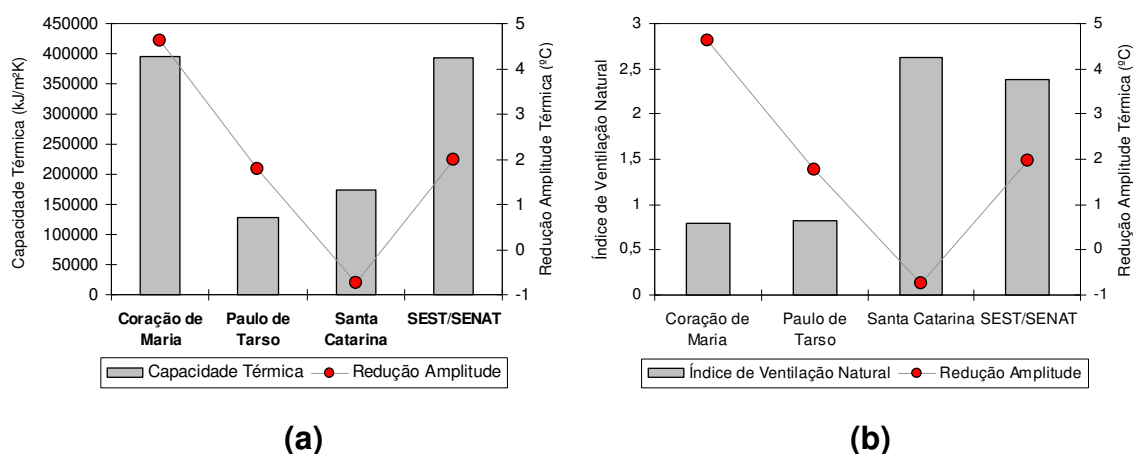 Capacidade Térmica (kJ/m²K)
450000
400000
350000
300000
250000
200000
150000
100000
50000
0
5
4
3
2
1
0
-1
Redução Amplitude Térmica (ºC)
Coração de
Maria
Paulo de
Tarso
Santa
Catarina
SEST/SENAT
Capacidade Térmica
Redução Amplitude
(a)
Índice de Ventilação Natural
3
2,5
2
1,5
1
0,5
0
5
4
3
2
1
0
-1
Redução Amplitude Térmica (ºC)
Coração de
Maria
Paulo de
Tarso
Santa Catarina
SEST/SENAT
Índice de Ventilação Natural
Redução Amplitude
(b)